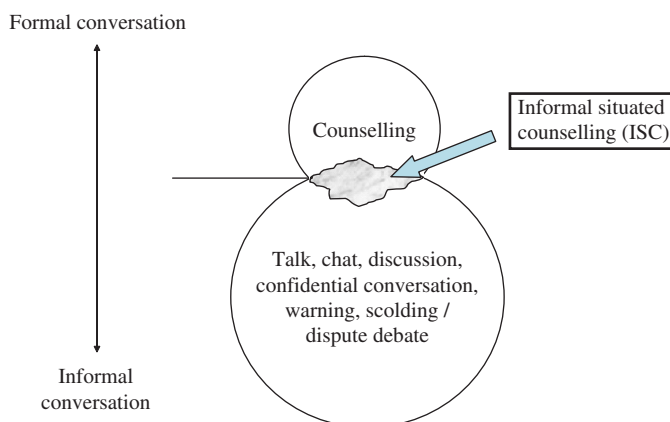 Formal conversation
Counselling
Informal situated
counselling (ISC)
Talk, chat, discussion,
confidential conversation,
warning, scolding /
dispute debate
Informal
conversation